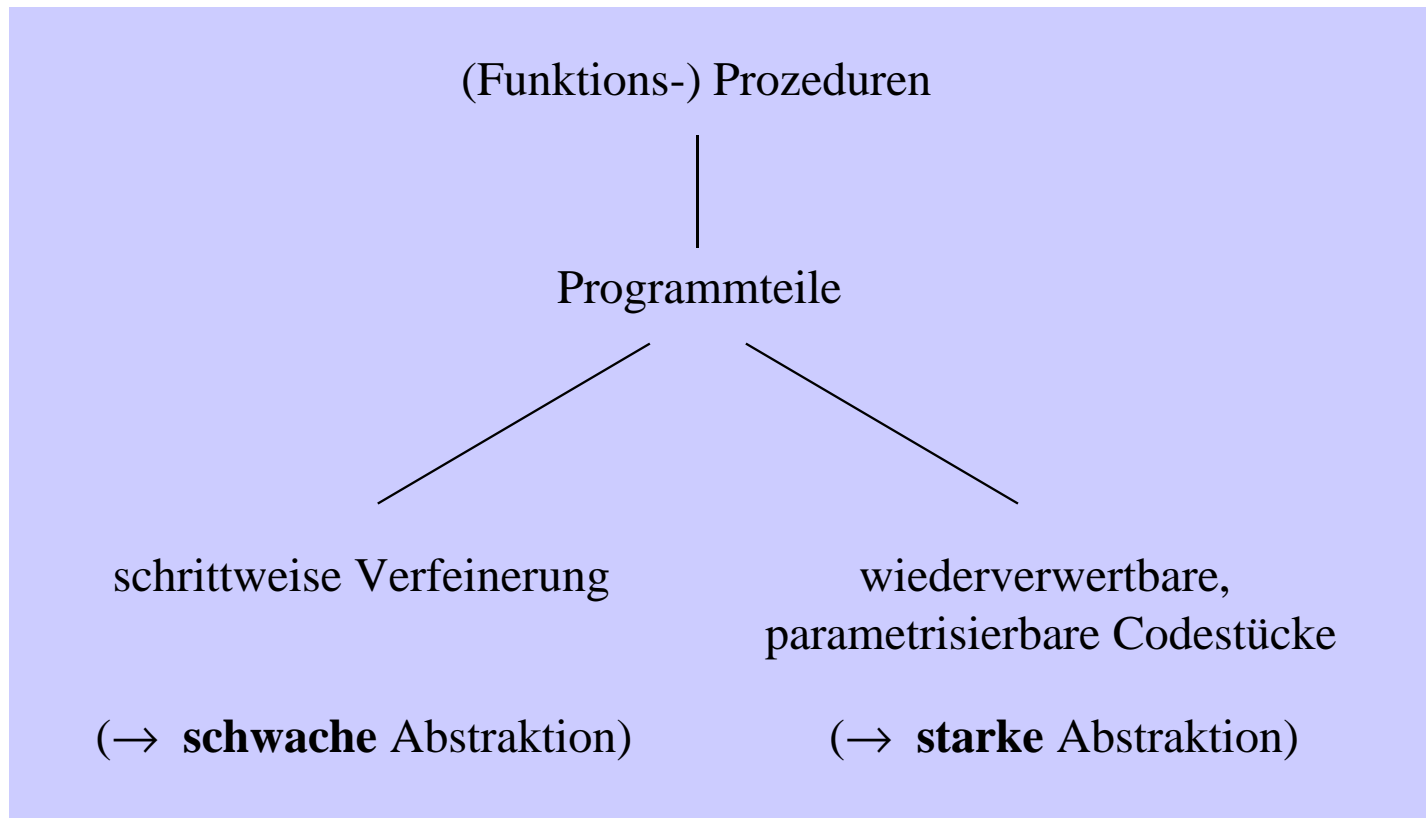 (Funktions-) Prozeduren
Programmteile
schrittweise Verfeinerung
(→ schwache Abstraktion)
wiederverwertbare,
parametrisierbare Codestücke
(→ starke Abstraktion)